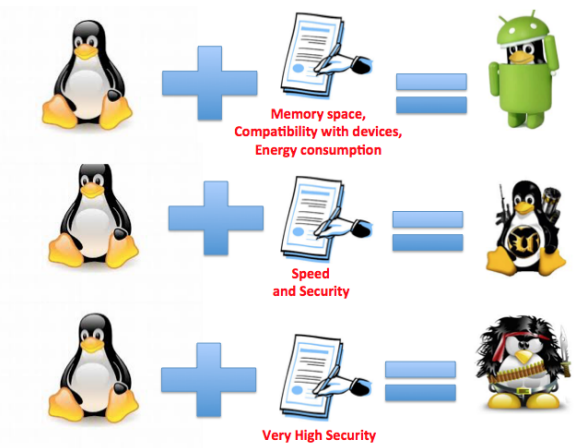 Memory space,
Compatibility with devices,
Energy consumption
Speed
and Security
Very High Security